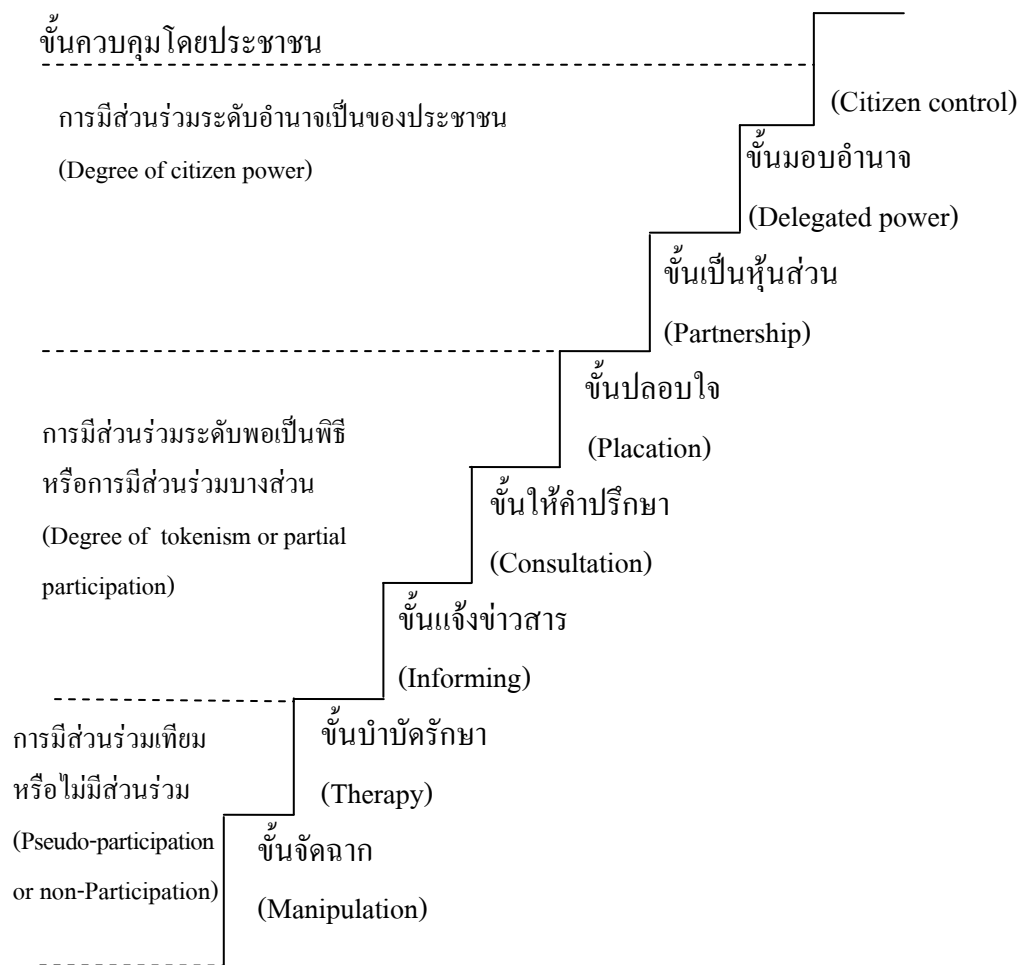 ขั้นควบคุมโดยประชาชน
(Citizen control)
การมีส่วนร่วมระดับอำนาจเป็นของประชาชน
(Degree of citizen power)
ขั้นมอบอำนาจ
(Delegated power)
ขั้นเป็นหุ้นส่วน
(Partnership)
ขั้นปลอบใจ
(Placation)
การมีส่วนร่วมระดับพอเป็นพิธี
หรือการมีส่วนร่วมบางส่วน
(Degree of tokenism or partial
participation)
ขั้นให้คำปรึกษา
(Consultation)
ขั้นแจ้งข่าวสาร
(Informing)
การมีส่วนร่วมเทียม
หรือไม่มีส่วนร่วม
(Pseudo-participation
or non-Participation)
ขั้นบำบัดรักษา
(Therapy)
ขั้นจัดฉาก
(Manipulation)